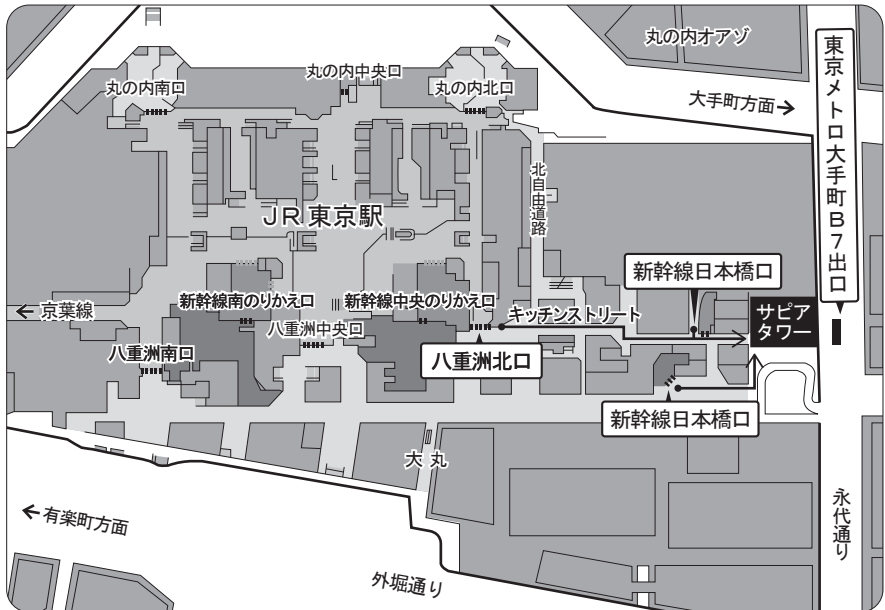 丸の内オアゾ
東京メトロ大手町B7出口
丸の内中央口
丸の内南口
丸の内北口
大手町方面→
北自由道路
JR東京駅
新幹線日本橋口
←京葉線
新幹線南のりかえ口
新幹線中央のりかえ口
キッチンストリート
サピア
タワー
八重洲中央口
八重洲南口
八重洲北口
新幹線日本橋口
大丸
←有楽町方面
永代通り
外堀通り